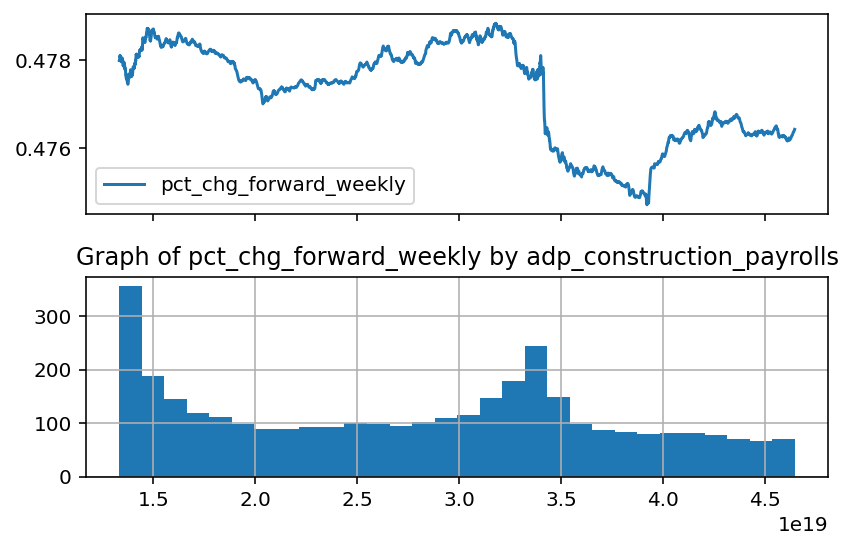 0.478
0.476
pct_chg_forward_weekly
Graph of pct_chg_forward_weekly by adp_construction_payrolls
300
200
100
0
1.5 2.0 2.5 3.0 3.5 4.0 4.5
1e19